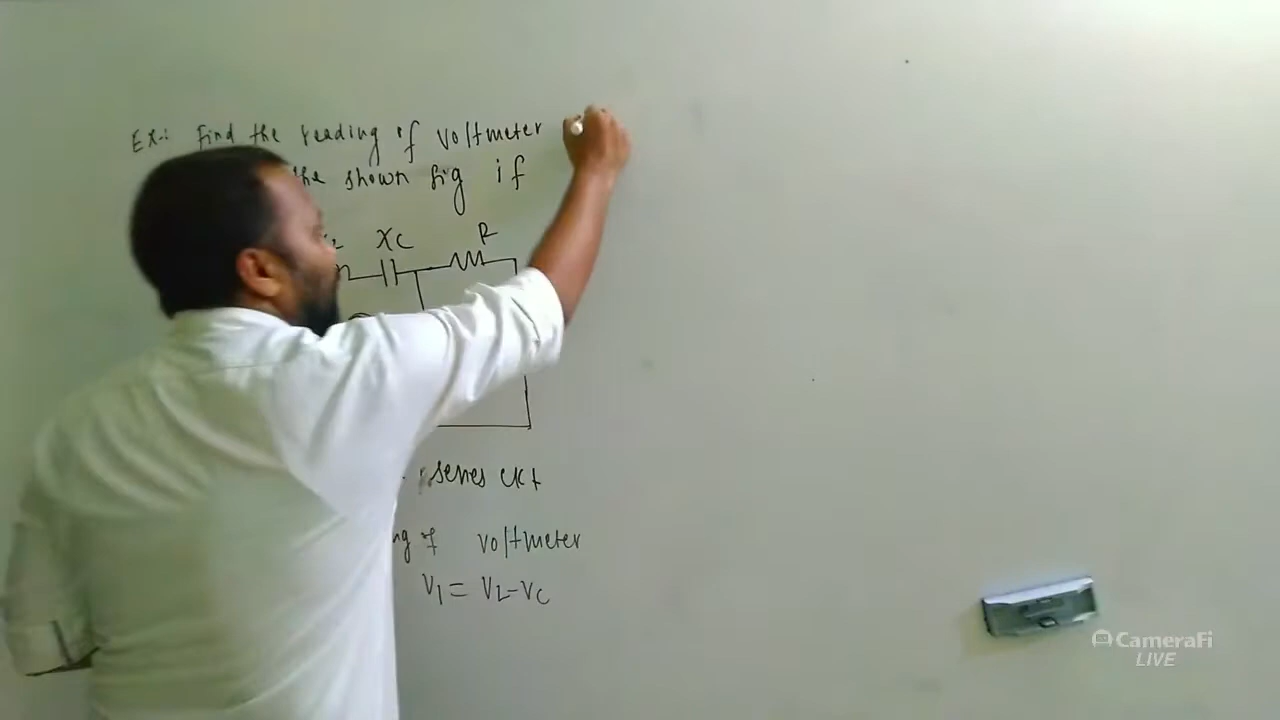 Ex:: Find the reading of voltmeter
the shown fig if
XC R
series ckt
of voltmeter
V1 = VL-VC
CameraFi
LIVE